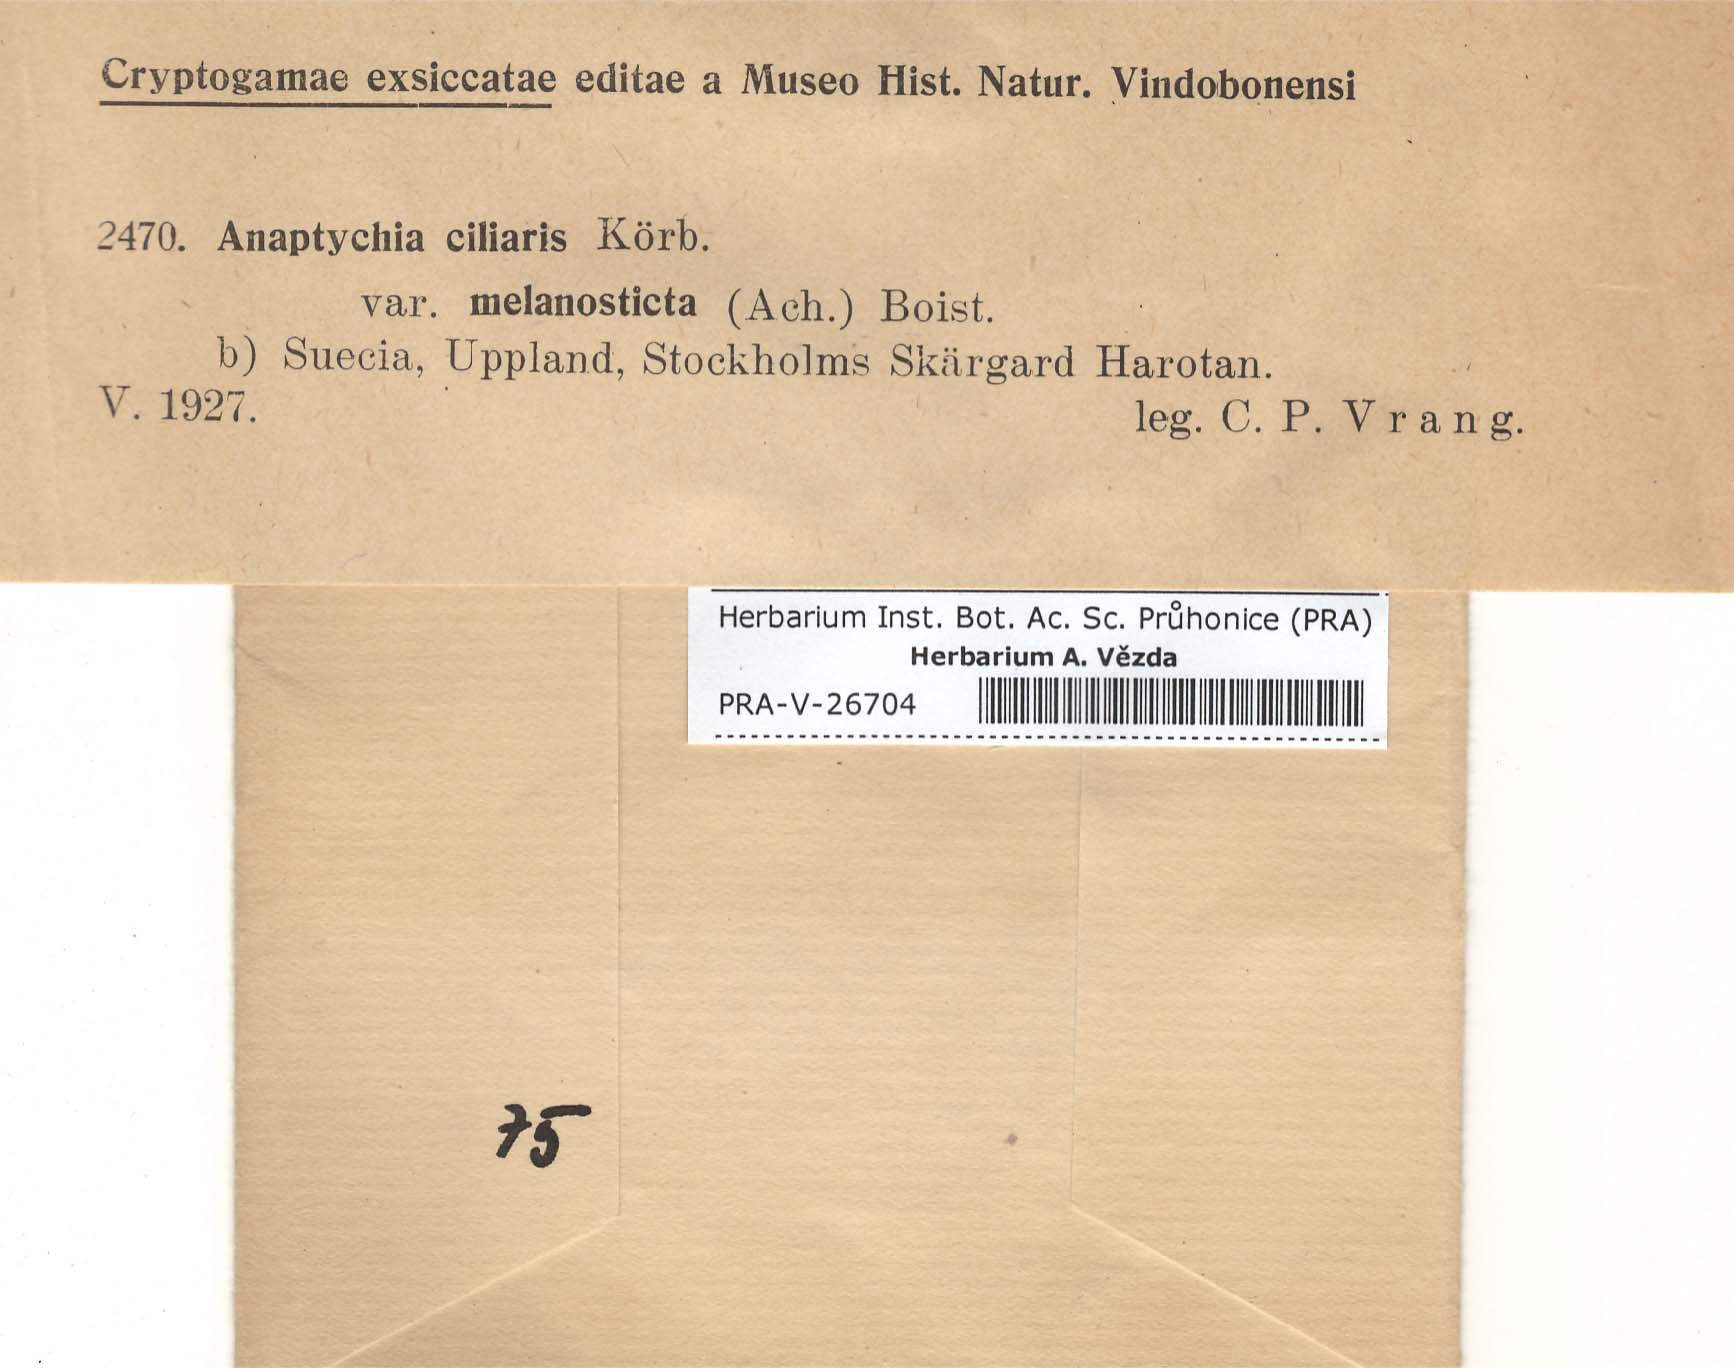 Cryptogamae exsiccatae editae a Museo Hist. Natur. Vindobonensi
2470. Anaptychia ciliaris Körb.
var. melanosticta (Ach.) Boist.
b) Suecia, Uppland, Stockholms Skärgard Harotan.
V. 1927.
leg. C. P. Vrang.
Herbarium Inst. Bot. Ac. Sc. Průhonice (PRA)
Herbarium A. Vězda
PRA-V-26704
75